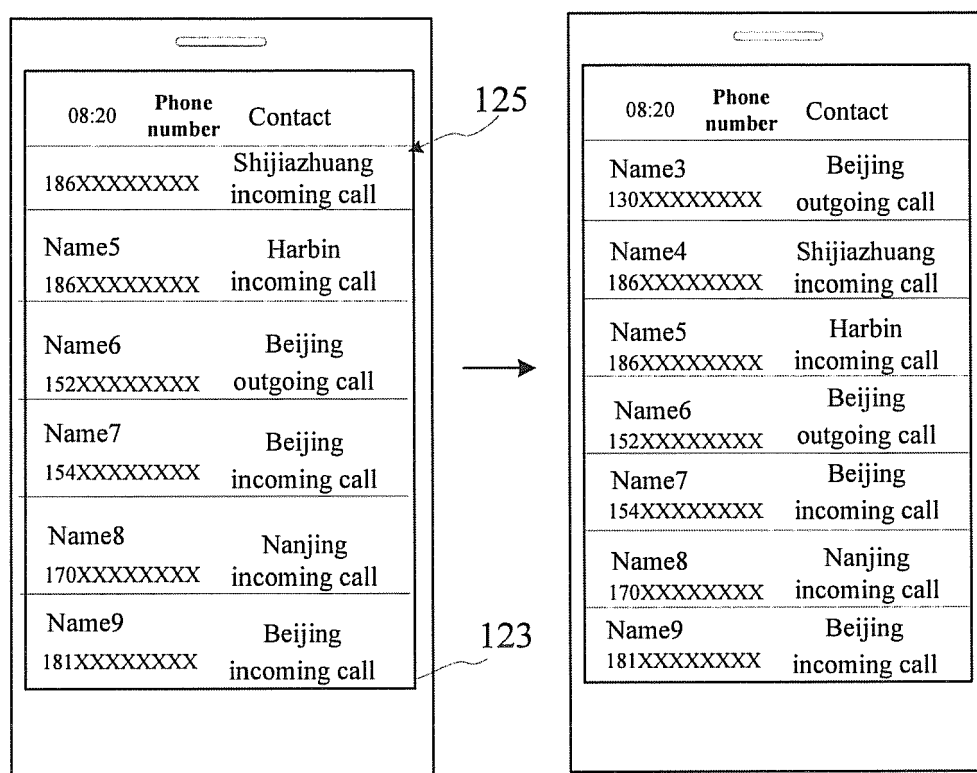 08:20 Phone number Contact
125
Shijiazhuang
186XXXXXXXX incoming call
Name5 Harbin
186XXXXXXXX incoming call
Name6 Beijing
152XXXXXXXX outgoing call
Name7 Beijing
154XXXXXXXX incoming call
Name8 Nanjing
170XXXXXXXX incoming call
Name9 Beijing
181XXXXXXXX incoming call
123
08:20 Phone number Contact
Name3 Beijing
130XXXXXXXX outgoing call
Name4 Shijiazhuang
186XXXXXXXX incoming call
Name5 Harbin
186XXXXXXXX incoming call
Name6 Beijing
152XXXXXXXX outgoing call
Name7 Beijing
154XXXXXXXX incoming call
Name8 Nanjing
170XXXXXXXX incoming call
Name9 Beijing
181XXXXXXXX incoming call